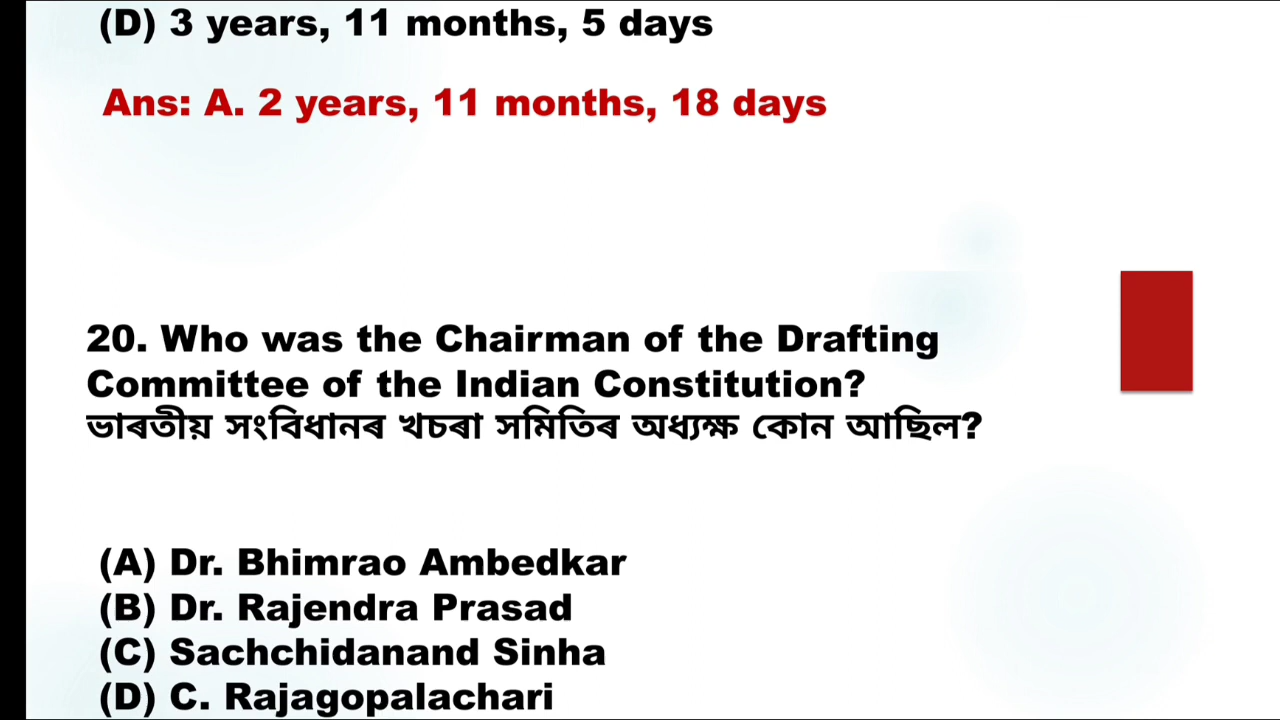 (D) 3 years, 11 months, 5 days
Ans: A. 2 years, 11 months, 18 days
20. Who was the Chairman of the Drafting
Committee of the Indian Constitution?
ভাৰতীয় সংবিধানৰ খচৰা সমিতিৰ অধ্যক্ষ কোন আছিল?
(A) Dr. Bhimrao Ambedkar
(B) Dr. Rajendra Prasad
(C) Sachchidanand Sinha
(D) C. Rajagopalachari